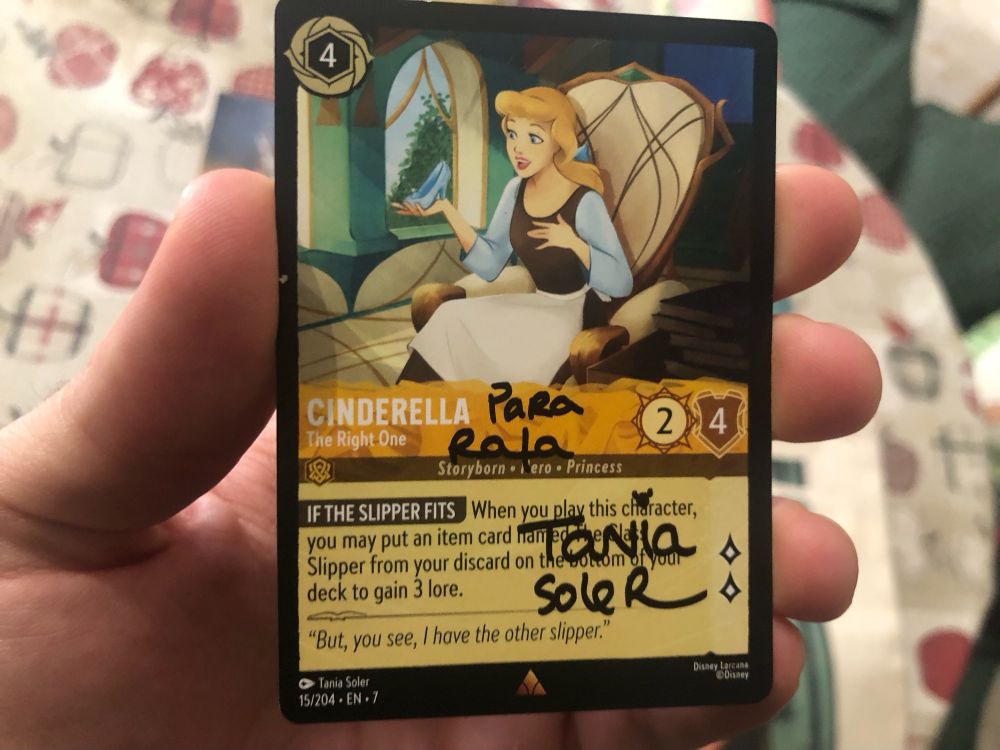 4
CINDERELLA
Para
The Right One
Rafa
2
4
Storyborn • Hero • Princess
IF THE SLIPPER FITS When you play this character,
you may put an item card named The Glass
Slipper from your discard on the bottom of your
deck to gain 3 lore.
Tania
Soler
“But, you see, I have the other slipper.”
Tania Soler
15/204 • EN • 7
Disney Lorcana
©Disney